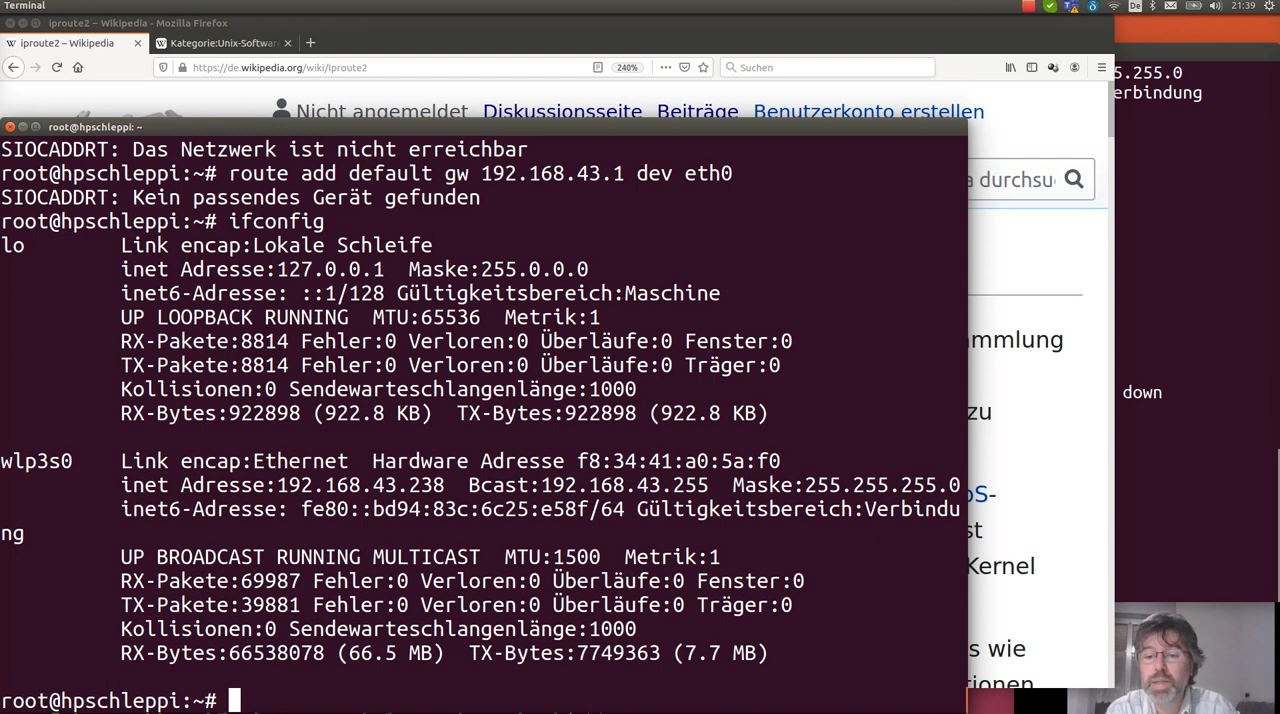 Terminal
De
21:39
iproute2 – Wikipedia - Mozilla Firefox
iproute2 – Wikipedia
Kategorie:Unix-Softwar
https://de.wikipedia.org/wiki/Iproute2
240%
Suchen
Nicht angemeldet Diskussionsseite Beiträge Benutzerkonto erstellen
5.255.0
erbindung
root@hpschleppi: ~
SIOCADDRT: Das Netzwerk ist nicht erreichbar
root@hpschleppi:~# route add default gw 192.168.43.1 dev eth0
SIOCADDRT: Kein passendes Gerät gefunden
root@hpschleppi:~# ifconfig
lo Link encap:Lokale Schleife
inet Adresse:127.0.0.1 Maske:255.0.0.0
inet6-Adresse: ::1/128 Gültigkeitsbereich:Maschine
UP LOOPBACK RUNNING MTU:65536 Metrik:1
RX-Pakete:8814 Fehler:0 Verloren:0 Überläufe:0 Fenster:0
TX-Pakete:8814 Fehler:0 Verloren:0 Überläufe:0 Träger:0
Kollisionen:0 Sendewarteschlangenlänge:1000
RX-Bytes:922898 (922.8 KB) TX-Bytes:922898 (922.8 KB)
wlp3s0 Link encap:Ethernet Hardware Adresse f8:34:41:a0:5a:f0
inet Adresse:192.168.43.238 Bcast:192.168.43.255 Maske:255.255.255.0
inet6-Adresse: fe80::bd94:83c:6c25:e58f/64 Gültigkeitsbereich:Verbindu
ng
UP BROADCAST RUNNING MULTICAST MTU:1500 Metrik:1
RX-Pakete:69987 Fehler:0 Verloren:0 Überläufe:0 Fenster:0
TX-Pakete:39881 Fehler:0 Verloren:0 Überläufe:0 Träger:0
Kollisionen:0 Sendewarteschlangenlänge:1000
RX-Bytes:66538078 (66.5 MB) TX-Bytes:7749363 (7.7 MB)
root@hpschleppi:~#
a durchsu
mmlung
zu
oS-
st
Kernel
s wie
tionen
down